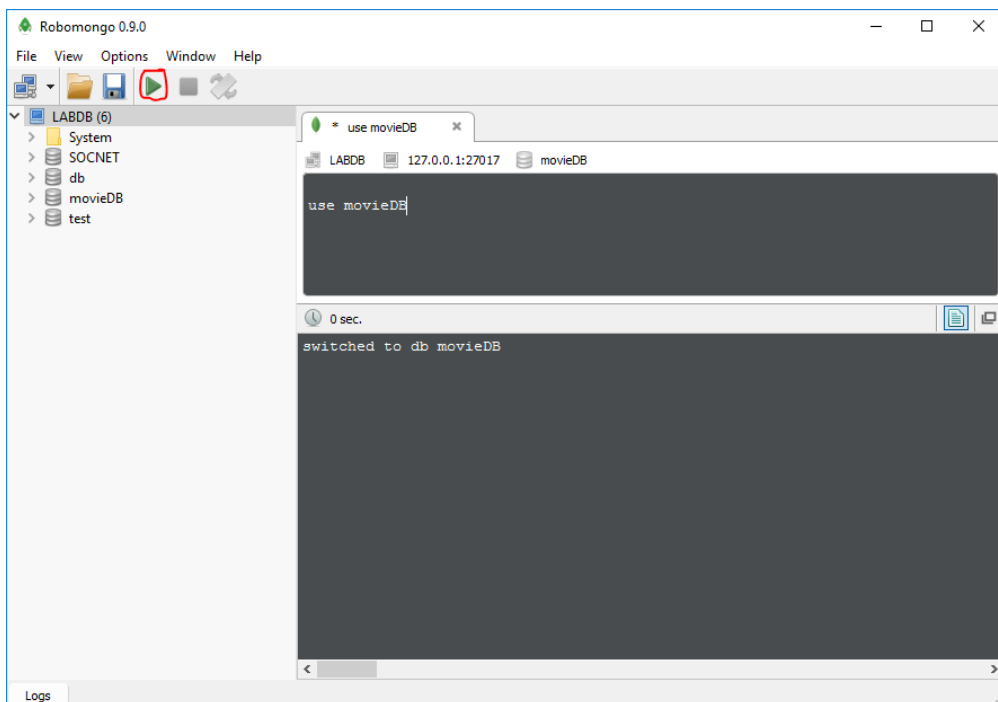 Robomongo 0.9.0
File View Options Window Help
LABDB (6)
System
SOCNET
db
movieDB
test
* use movieDB
LABDB 127.0.0.1:27017 movieDB
use movieDB
0 sec.
switched to db movieDB
Logs